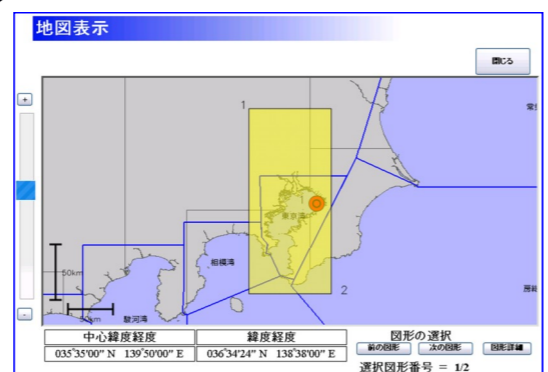 地図表示
閉じる
+
1
東京湾
相模湾
2
50km
50km
駿河湾
-
中心緯度経度
緯度経度
図形の選択
035°35'00" N 139°50'00" E
036°34'24" N 138°38'00" E
前の図形
次の図形
図形詳細
選択図形番号 = 1/2